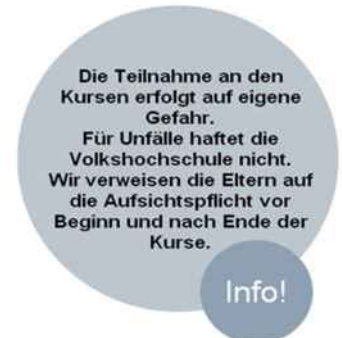 Die Teilnahme an den
Kursen erfolgt auf eigene
Gefahr.
Für Unfälle haftet die
Volkshochschule nicht.
Wir verweisen die Eltern auf
die Aufsichtspflicht vor
Beginn und nach Ende der
Kurse.
Info!